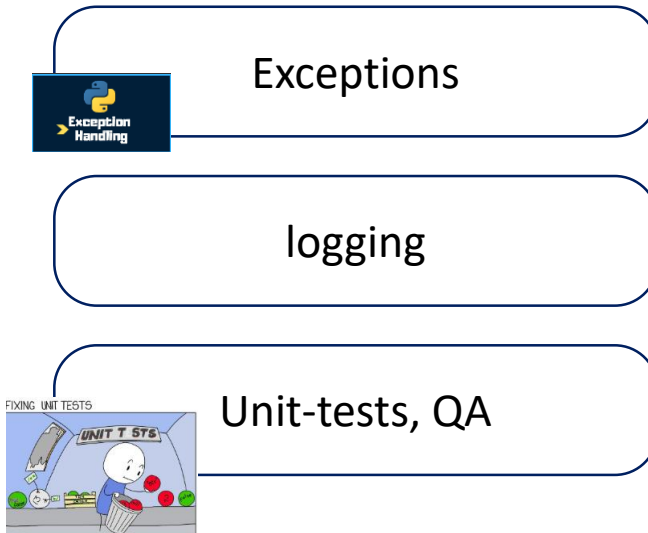 Exceptions
Exception
Handling
logging
Unit-tests, QA
FIXING UNIT TESTS
UNIT T STS